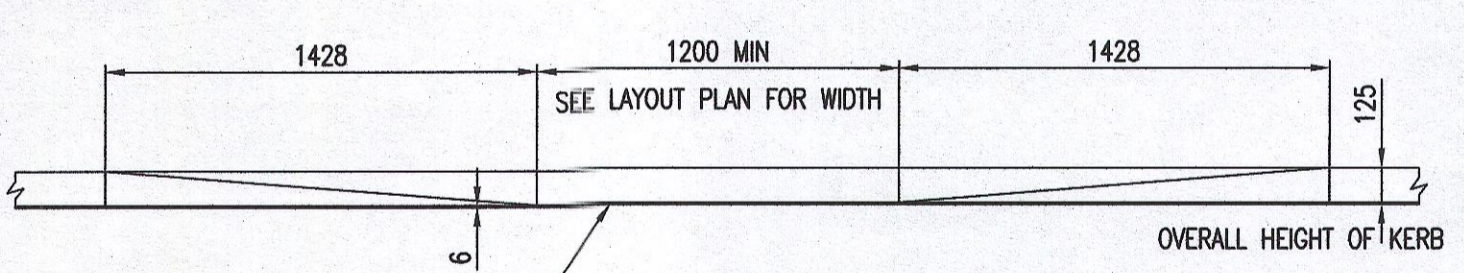 1428
1200 MIN
1428
SEE LAYOUT PLAN FOR WIDTH
125
6
OVERALL HEIGHT OF KERB